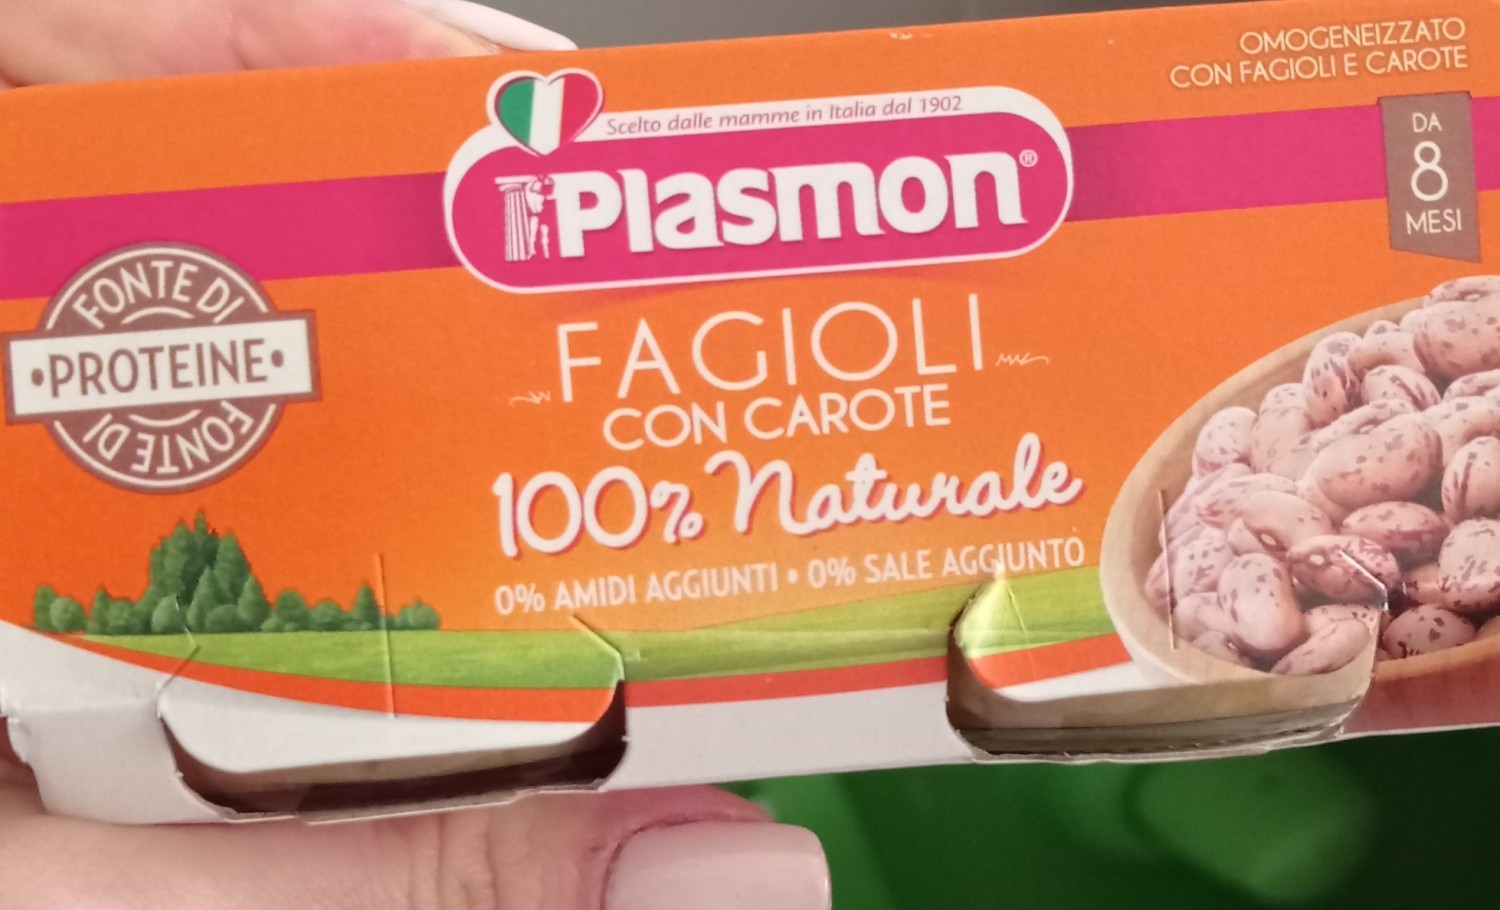 OMOGENEIZZATO
CON FAGIOLI E CAROTE
Scelto dalle mamme in Italia dal 1902
Plasmon®
DA
8
MESI
FONTE DI
•PROTEINE•
FONTE DI
FAGIOLI
CON CAROTE
100% Naturale
0% AMIDI AGGIUNTI • 0% SALE AGGIUNTO